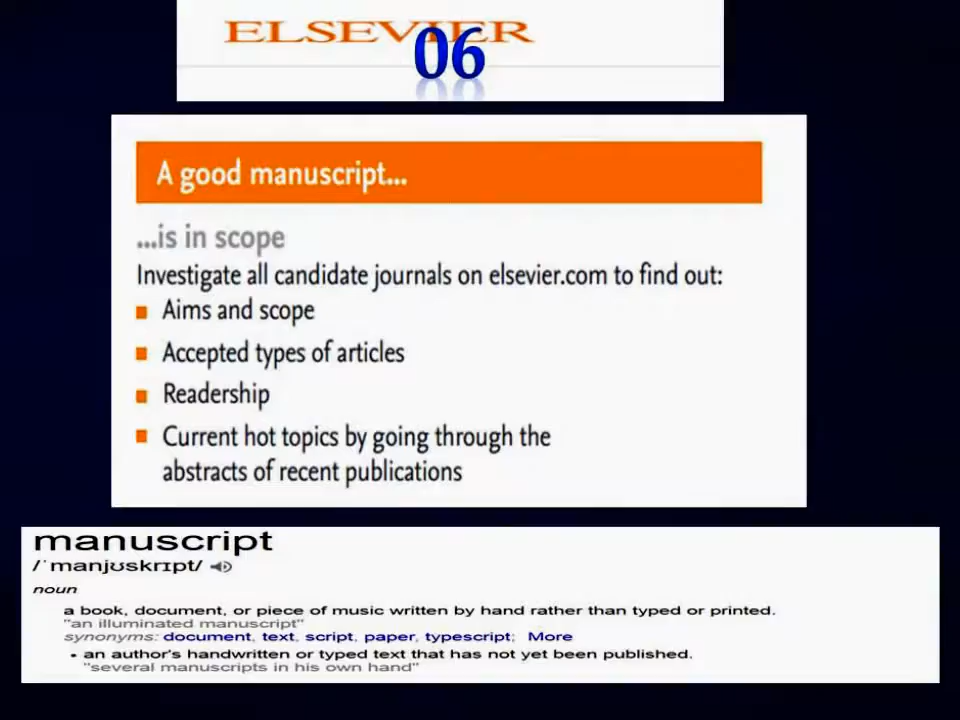 ELSEVIER
06
A good manuscript...
...is in scope
Investigate all candidate journals on elsevier.com to find out:
Aims and scope
Accepted types of articles
Readership
Current hot topics by going through the
abstracts of recent publications
manuscript
/ˈmanjʊskrɪpt/
noun
a book, document, or piece of music written by hand rather than typed or printed.
"an illuminated manuscript"
synonyms: document, text, script, paper, typescript; More
• an author's handwritten or typed text that has not yet been published.
"several manuscripts in his own hand"